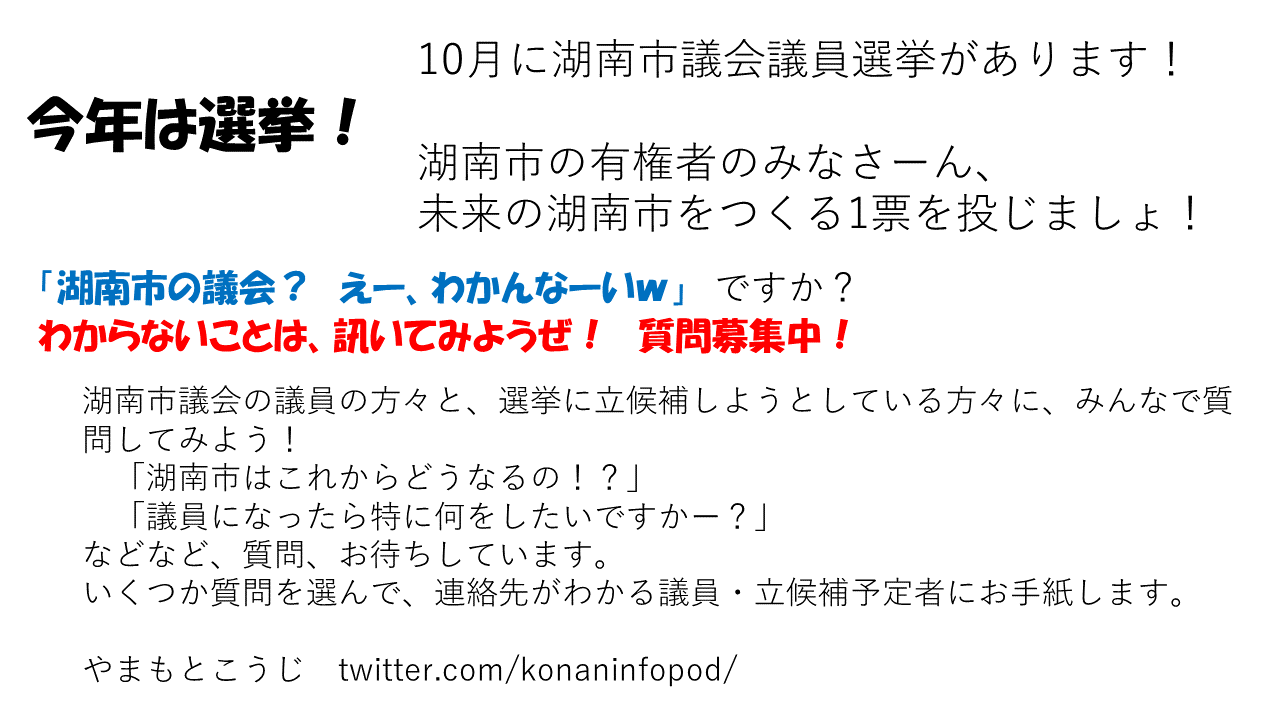 今年は選挙！
10月に湖南市議会議員選挙があります！
湖南市の有権者のみなさーん、
未来の湖南市をつくる1票を投じましょ！
「湖南市の議会？　えー、わかんなーいｗ」　ですか？
わからないことは、訊いてみようぜ！　質問募集中！
湖南市議会の議員の方々と、選挙に立候補しようとしている方々に、みんなで質
問してみよう！
「湖南市はこれからどうなるの！？」
「議員になったら特に何をしたいですかー？」
などなど、質問、お待ちしています。
いくつか質問を選んで、連絡先がわかる議員・立候補予定者にお手紙します。
やまもとこうじ　twitter.com/konaninfopod/